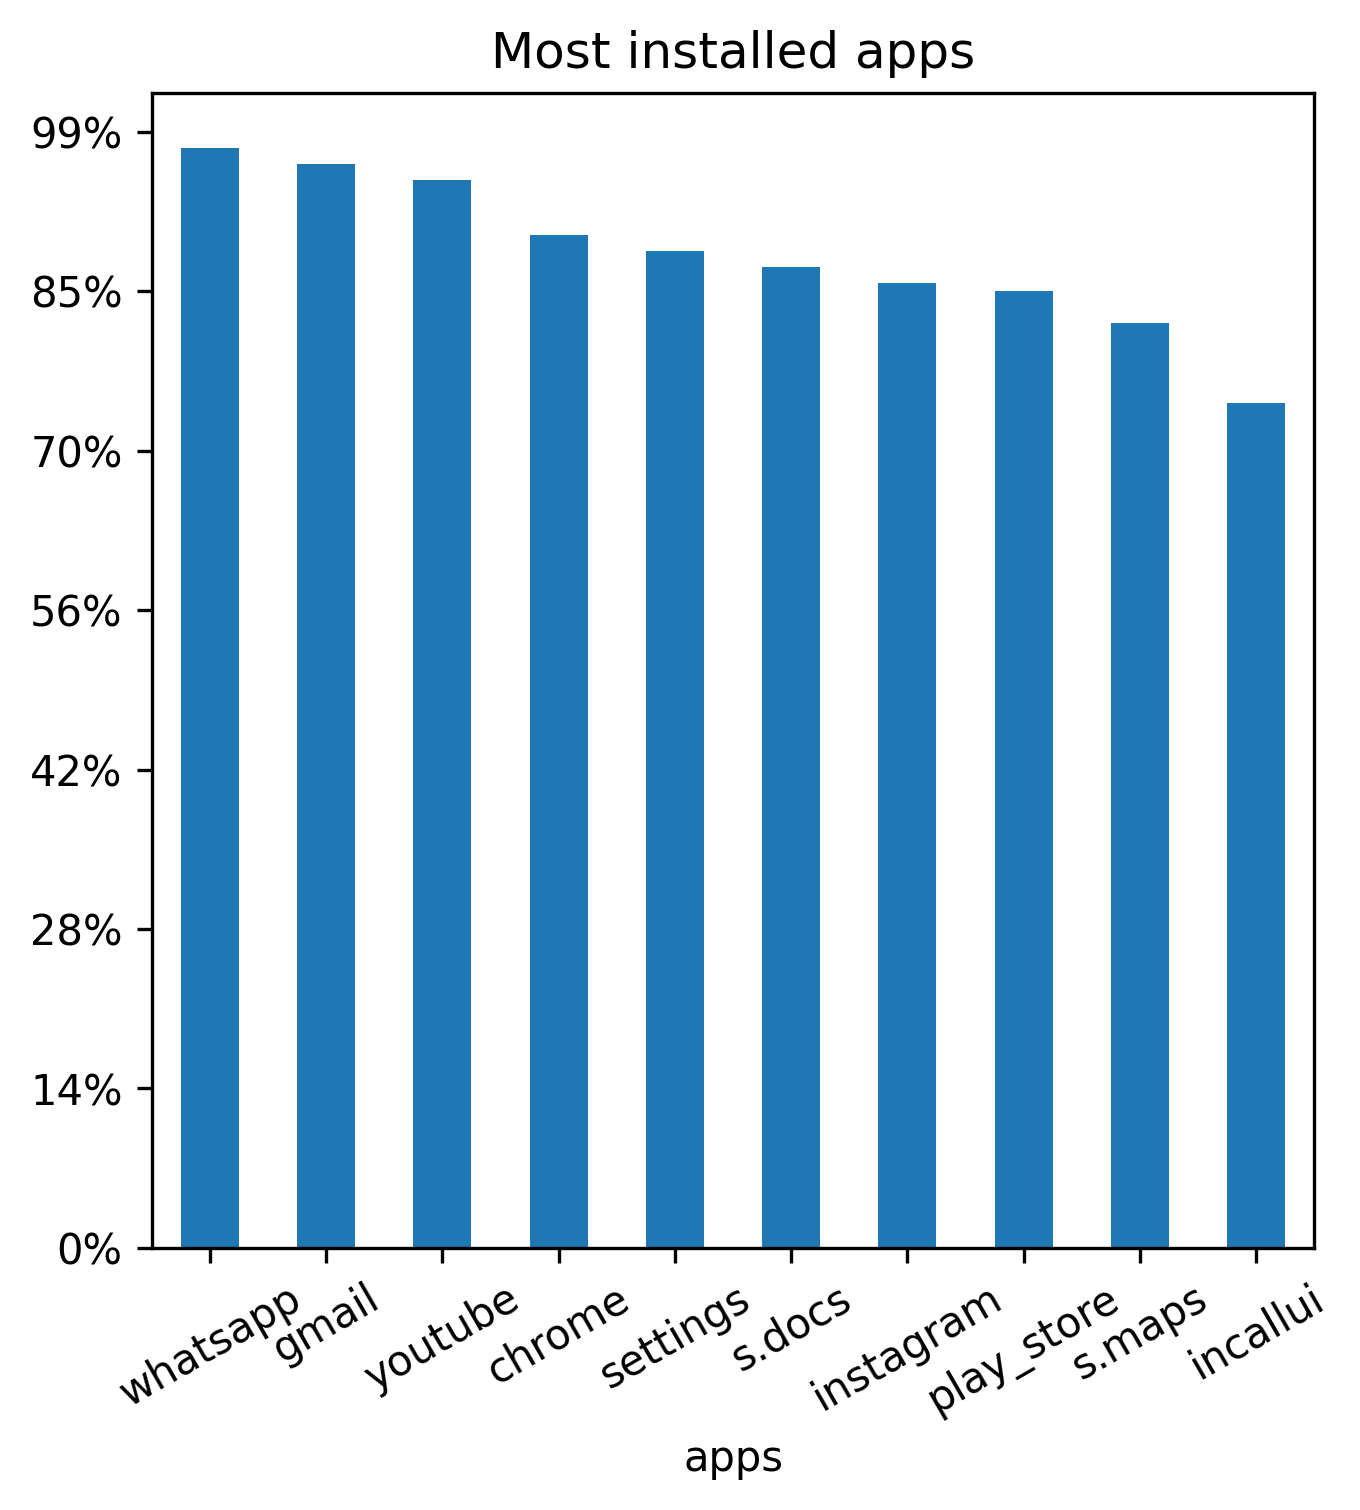 Most installed apps
99%
85%
70%
56%
42%
28%
14%
0%
whatsapp
gmail
youtube
chrome
settings
s.docs
instagram
play_store
s.maps
incallui
apps